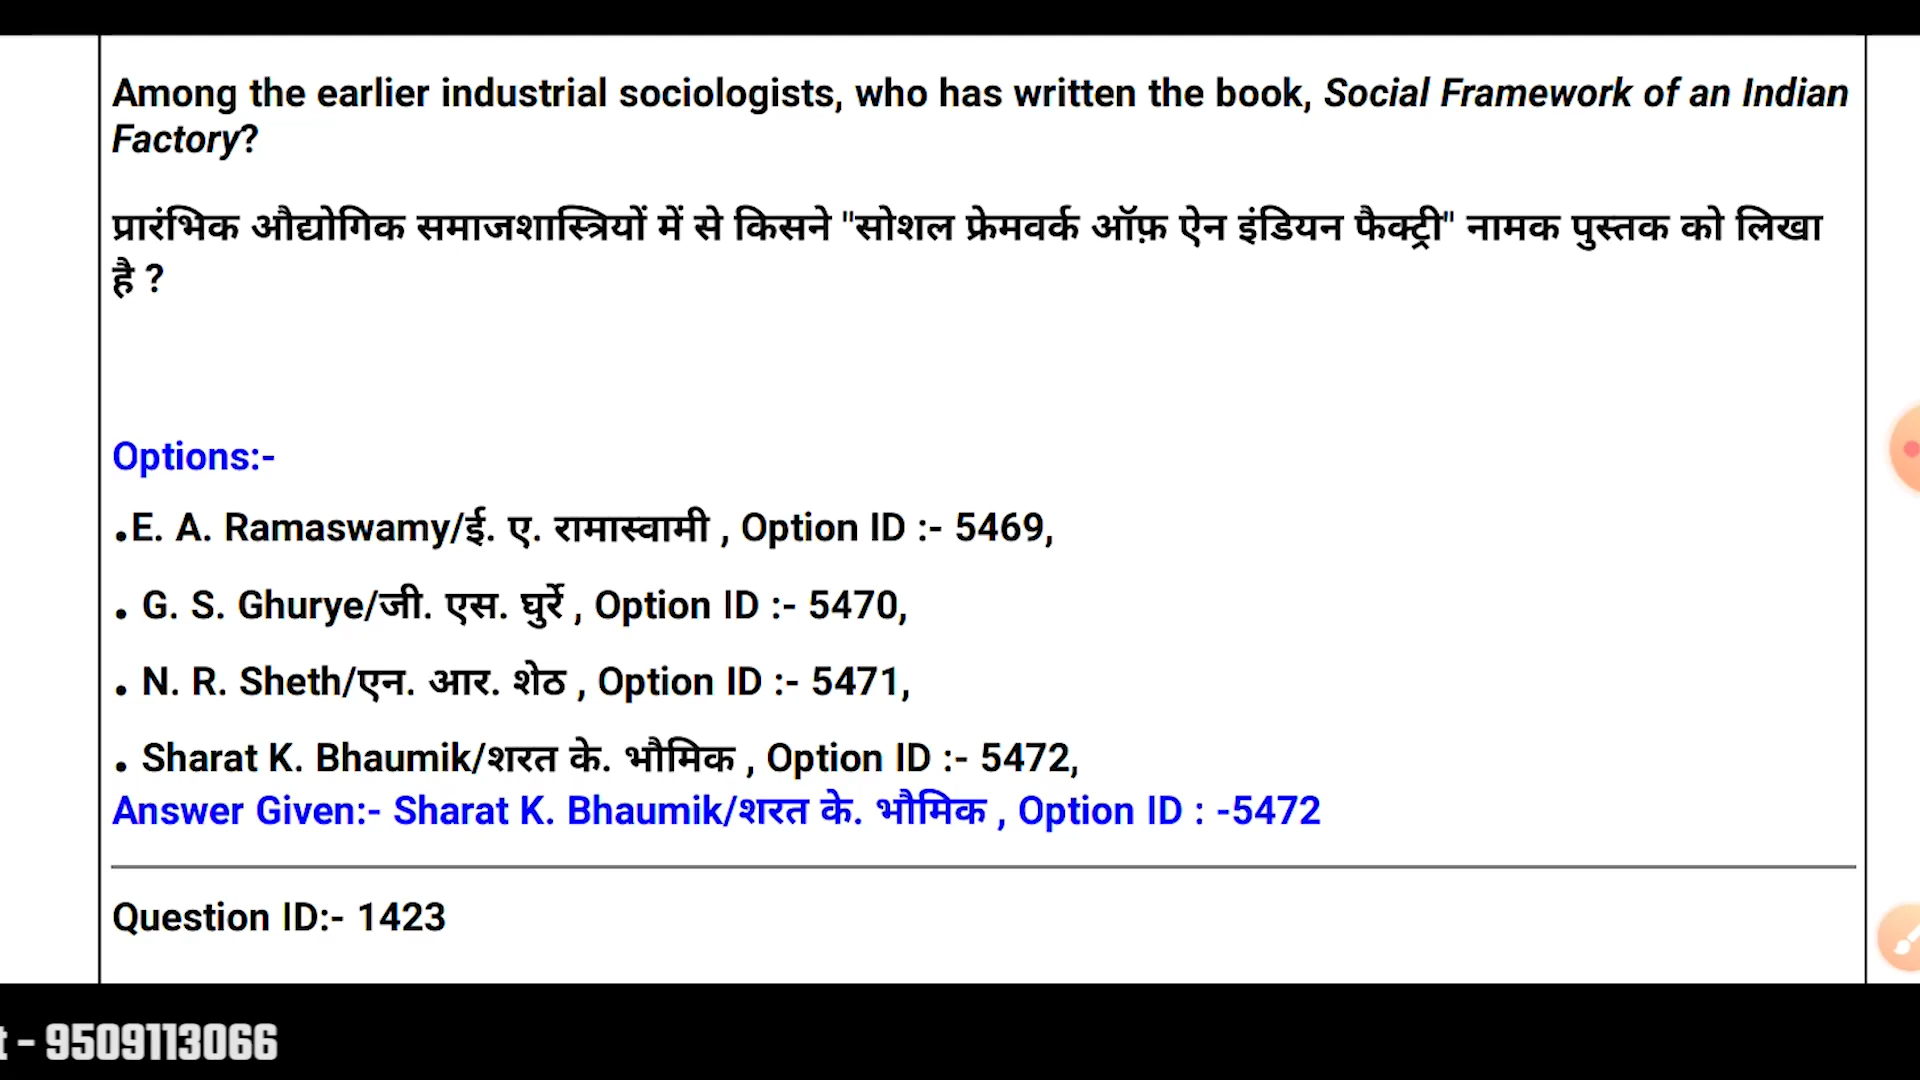 Among the earlier industrial sociologists, who has written the book, Social Framework of an Indian
Factory?
प्रारंभिक औद्योगिक समाजशास्त्रियों में से किसने "सोशल फ्रेमवर्क ऑफ़ ऐन इंडियन फैक्ट्री" नामक पुस्तक को लिखा
है ?
Options:-
•E. A. Ramaswamy/ई. ए. रामास्वामी , Option ID :- 5469,
• G. S. Ghurye/जी. एस. घुर्रे , Option ID :- 5470,
• N. R. Sheth/एन. आर. शेठ , Option ID :- 5471,
• Sharat K. Bhaumik/शरत के. भौमिक , Option ID :- 5472,
Answer Given:- Sharat K. Bhaumik/शरत के. भौमिक , Option ID : -5472
Question ID:- 1423
t - 9509113066